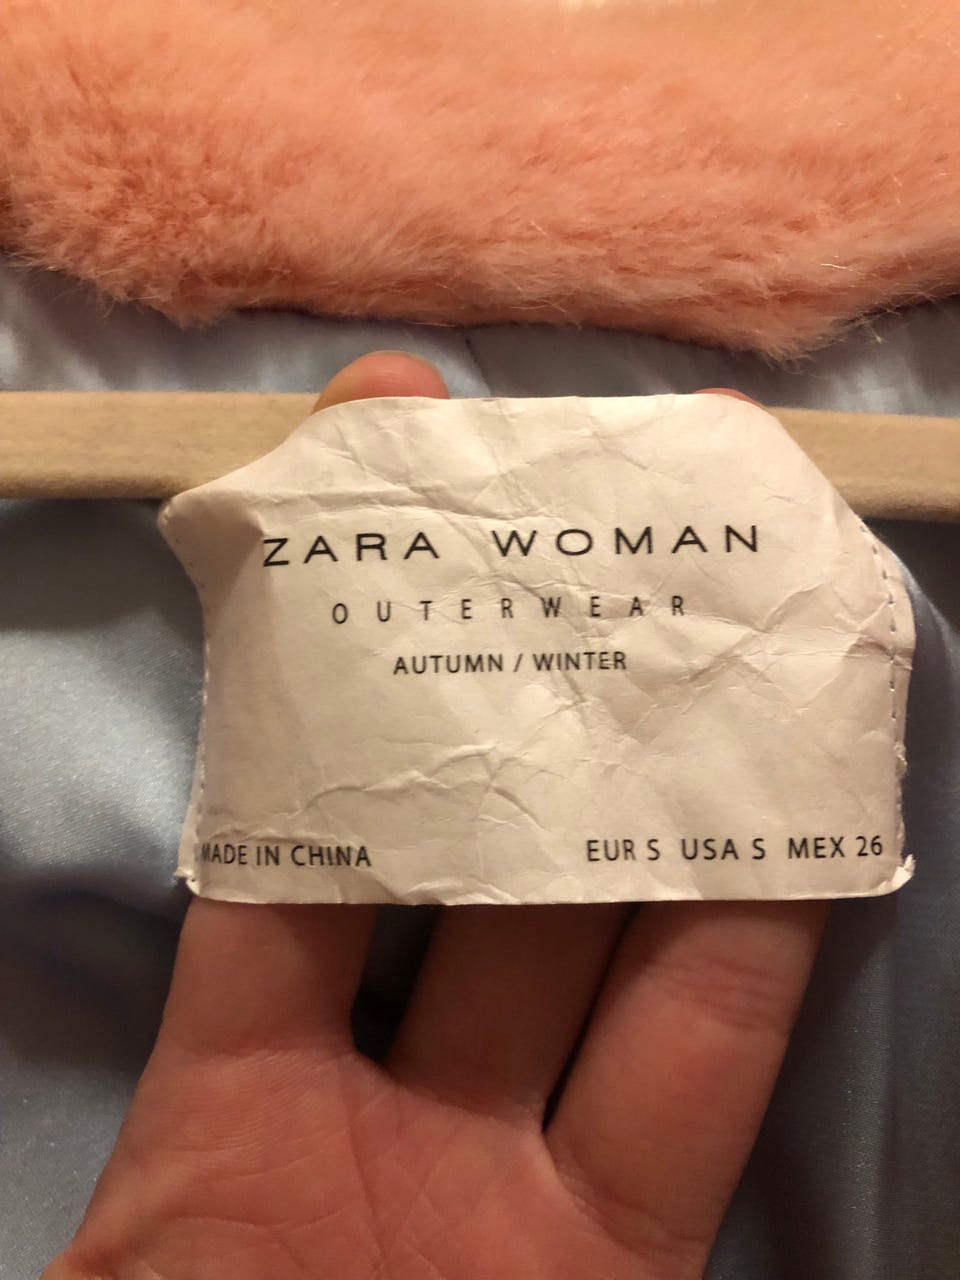 ZARA WOMAN
OUTERWEAR
AUTUMN / WINTER
MADE IN CHINA EUR S USA S MEX 26